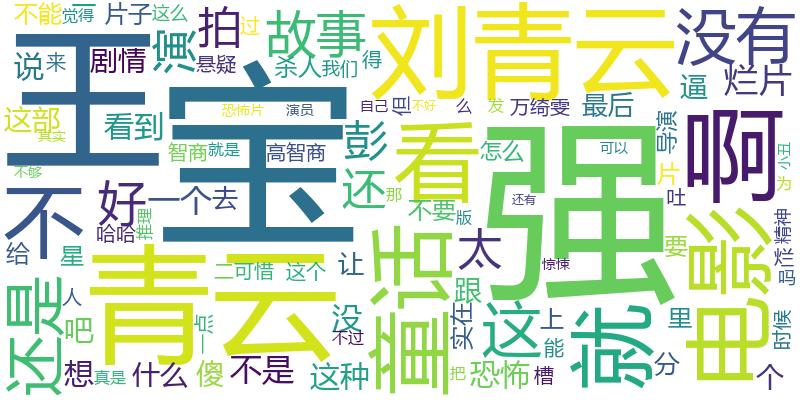 不能
觉得
片子
这么
拍
过
故事
刘青云
没有
王
说
来
剧情
演
悬疑
杀人
我们
得
宝
逼
烂片
这部
看到
恐怖片
演员
自己
但
不好
么
发
万绮雯
最后
真实
智商
就是
高智商
彭
看
怎么
强
可以
导演
片
啊
小丑
为
不够
不
好
一个
去
还
那
不要
版
还有
吐
给
星
哈哈
推理
童话
太
要
电影
精神
还是
人
青云
二
可惜
这个
让
跟
惊悚
这
就
里
吧
一点
没
不过
实在
上
能
时候
想
真是
什么
傻
不是
这种
把
恐怖
槽
分
个